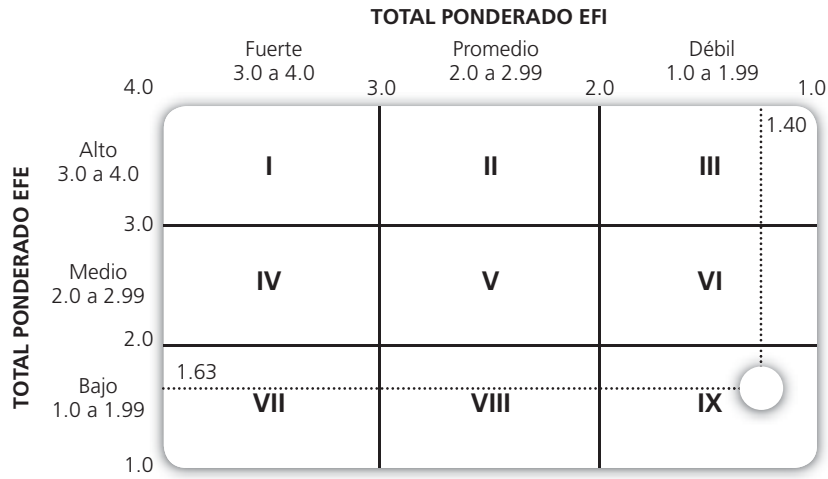 TOTAL PONDERADO EFI
Fuerte
3.0 a 4.0
Promedio
2.0 a 2.99
Débil
1.0 a 1.99
4.0
3.0
2.0
1.0
TOTAL PONDERADO EFE
Alto
3.0 a 4.0
I
II
III
1.40
3.0
Medio
2.0 a 2.99
IV
V
VI
2.0
1.63
Bajo
1.0 a 1.99
VII
VIII
IX
1.0